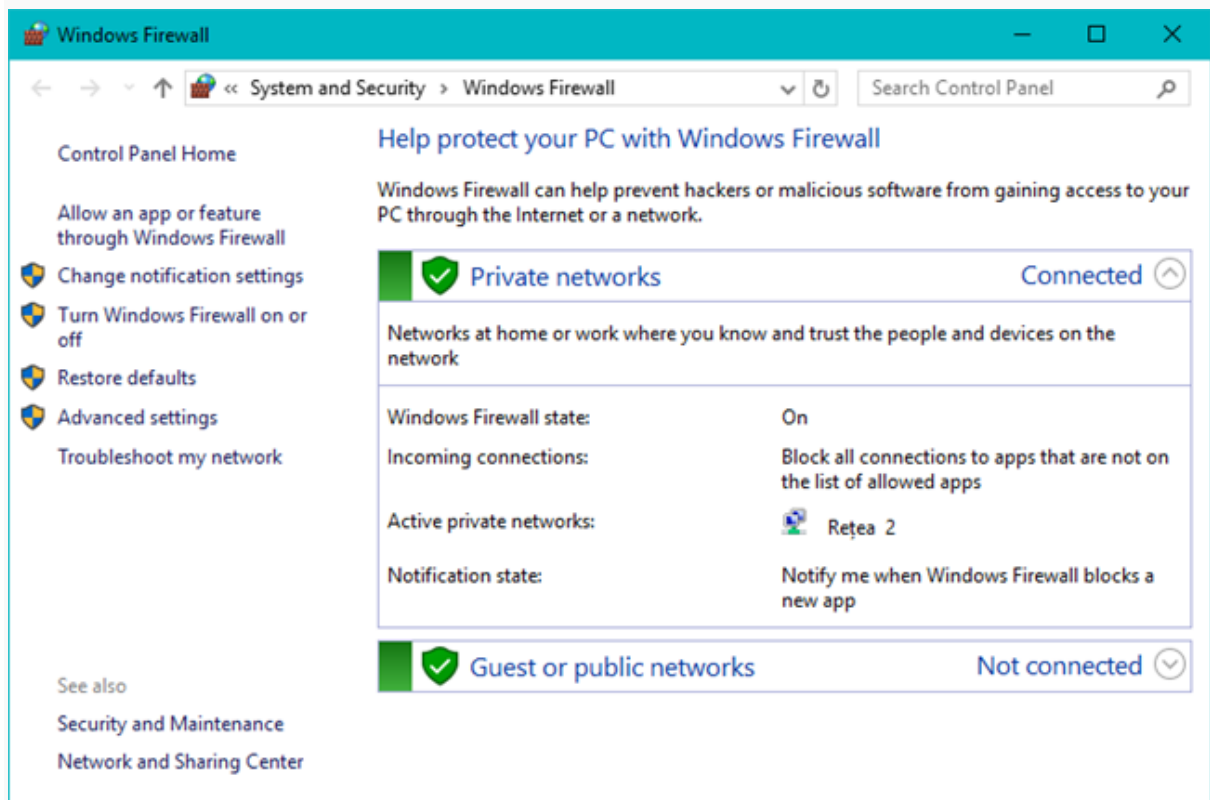 Windows Firewall
« System and Security › Windows Firewall
Search Control Panel
Control Panel Home
Allow an app or feature
through Windows Firewall
Change notification settings
Turn Windows Firewall on or
off
Restore defaults
Advanced settings
Troubleshoot my network
See also
Security and Maintenance
Network and Sharing Center
Help protect your PC with Windows Firewall
Windows Firewall can help prevent hackers or malicious software from gaining access to your
PC through the Internet or a network.
Private networks Connected
Networks at home or work where you know and trust the people and devices on the
network
Windows Firewall state: On
Incoming connections: Block all connections to apps that are not on
the list of allowed apps
Active private networks: Rețea 2
Notification state: Notify me when Windows Firewall blocks a
new app
Guest or public networks Not connected